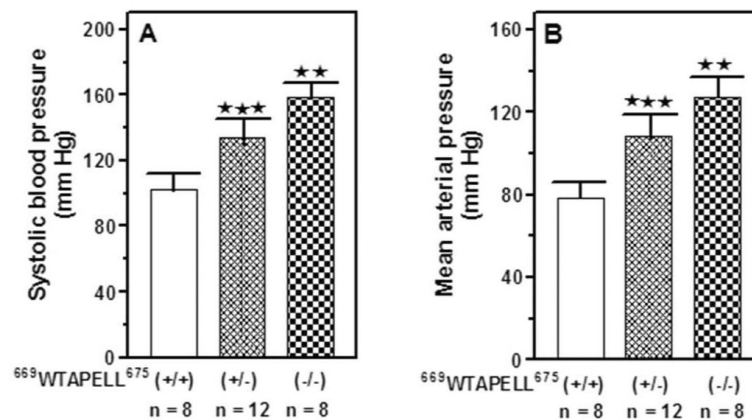 A
Systolic blood pressure
(mm Hg)
200
160
120
80
40
0
★★★
★★
⁶⁶⁹WTAPELL⁶⁷⁵ (+/+) (+/-) (-/-)
n = 8 n = 12 n = 8
B
Mean arterial pressure
(mm Hg)
160
120
80
40
0
★★★
★★
⁶⁶⁹WTAPELL⁶⁷⁵ (+/+) (+/-) (-/-)
n = 8 n = 12 n = 8